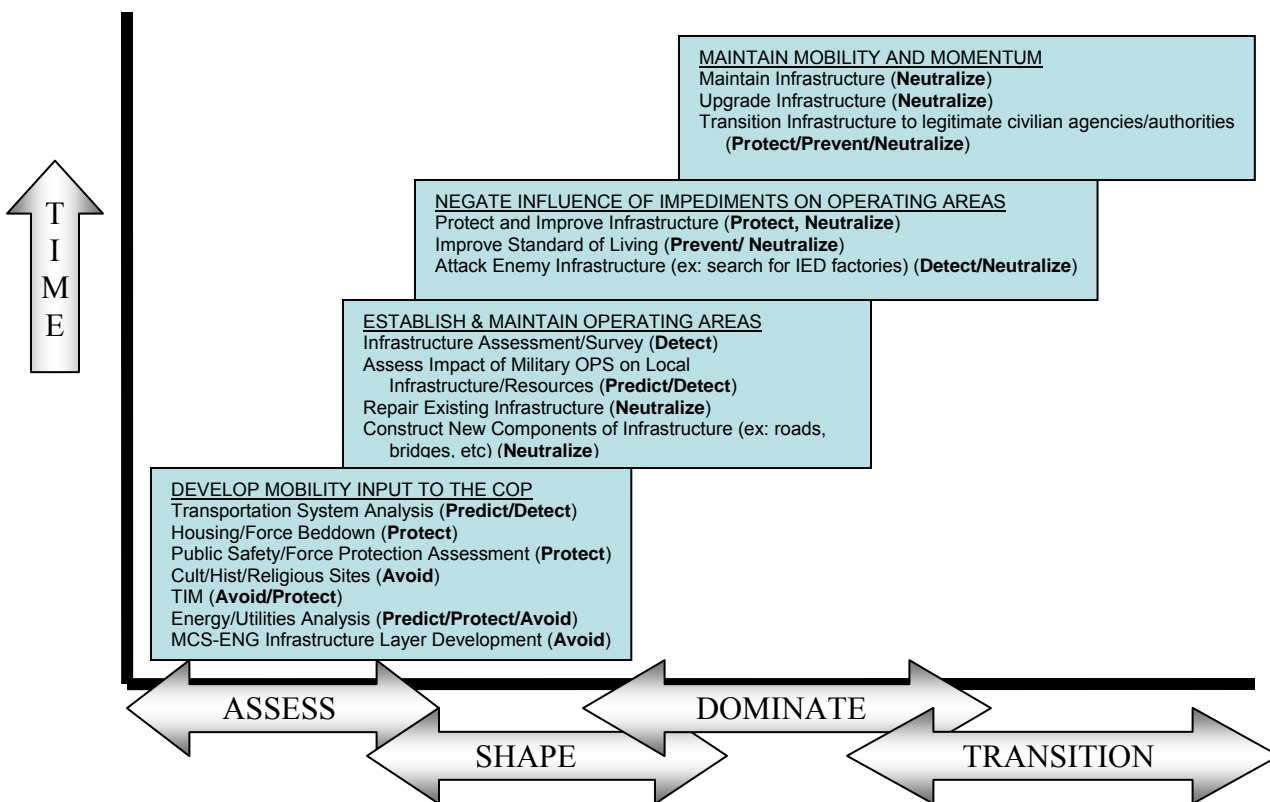 MAINTAIN MOBILITY AND MOMENTUM
Maintain Infrastructure (Neutralize)
Upgrade Infrastructure (Neutralize)
Transition Infrastructure to legitimate civilian agencies/authorities
(Protect/Prevent/Neutralize)
NEGATE INFLUENCE OF IMPEDIMENTS ON OPERATING AREAS
Protect and Improve Infrastructure (Protect, Neutralize)
Improve Standard of Living (Prevent/ Neutralize)
Attack Enemy Infrastructure (ex: search for IED factories) (Detect/Neutralize)
T
I
M
E
ESTABLISH & MAINTAIN OPERATING AREAS
Infrastructure Assessment/Survey (Detect)
Assess Impact of Military OPS on Local
Infrastructure/Resources (Predict/Detect)
Repair Existing Infrastructure (Neutralize)
Construct New Components of Infrastructure (ex: roads,
bridges, etc) (Neutralize)
DEVELOP MOBILITY INPUT TO THE COP
Transportation System Analysis (Predict/Detect)
Housing/Force Beddown (Protect)
Public Safety/Force Protection Assessment (Protect)
Cult/Hist/Religious Sites (Avoid)
TIM (Avoid/Protect)
Energy/Utilities Analysis (Predict/Protect/Avoid)
MCS-ENG Infrastructure Layer Development (Avoid)
ASSESS
DOMINATE
SHAPE
TRANSITION